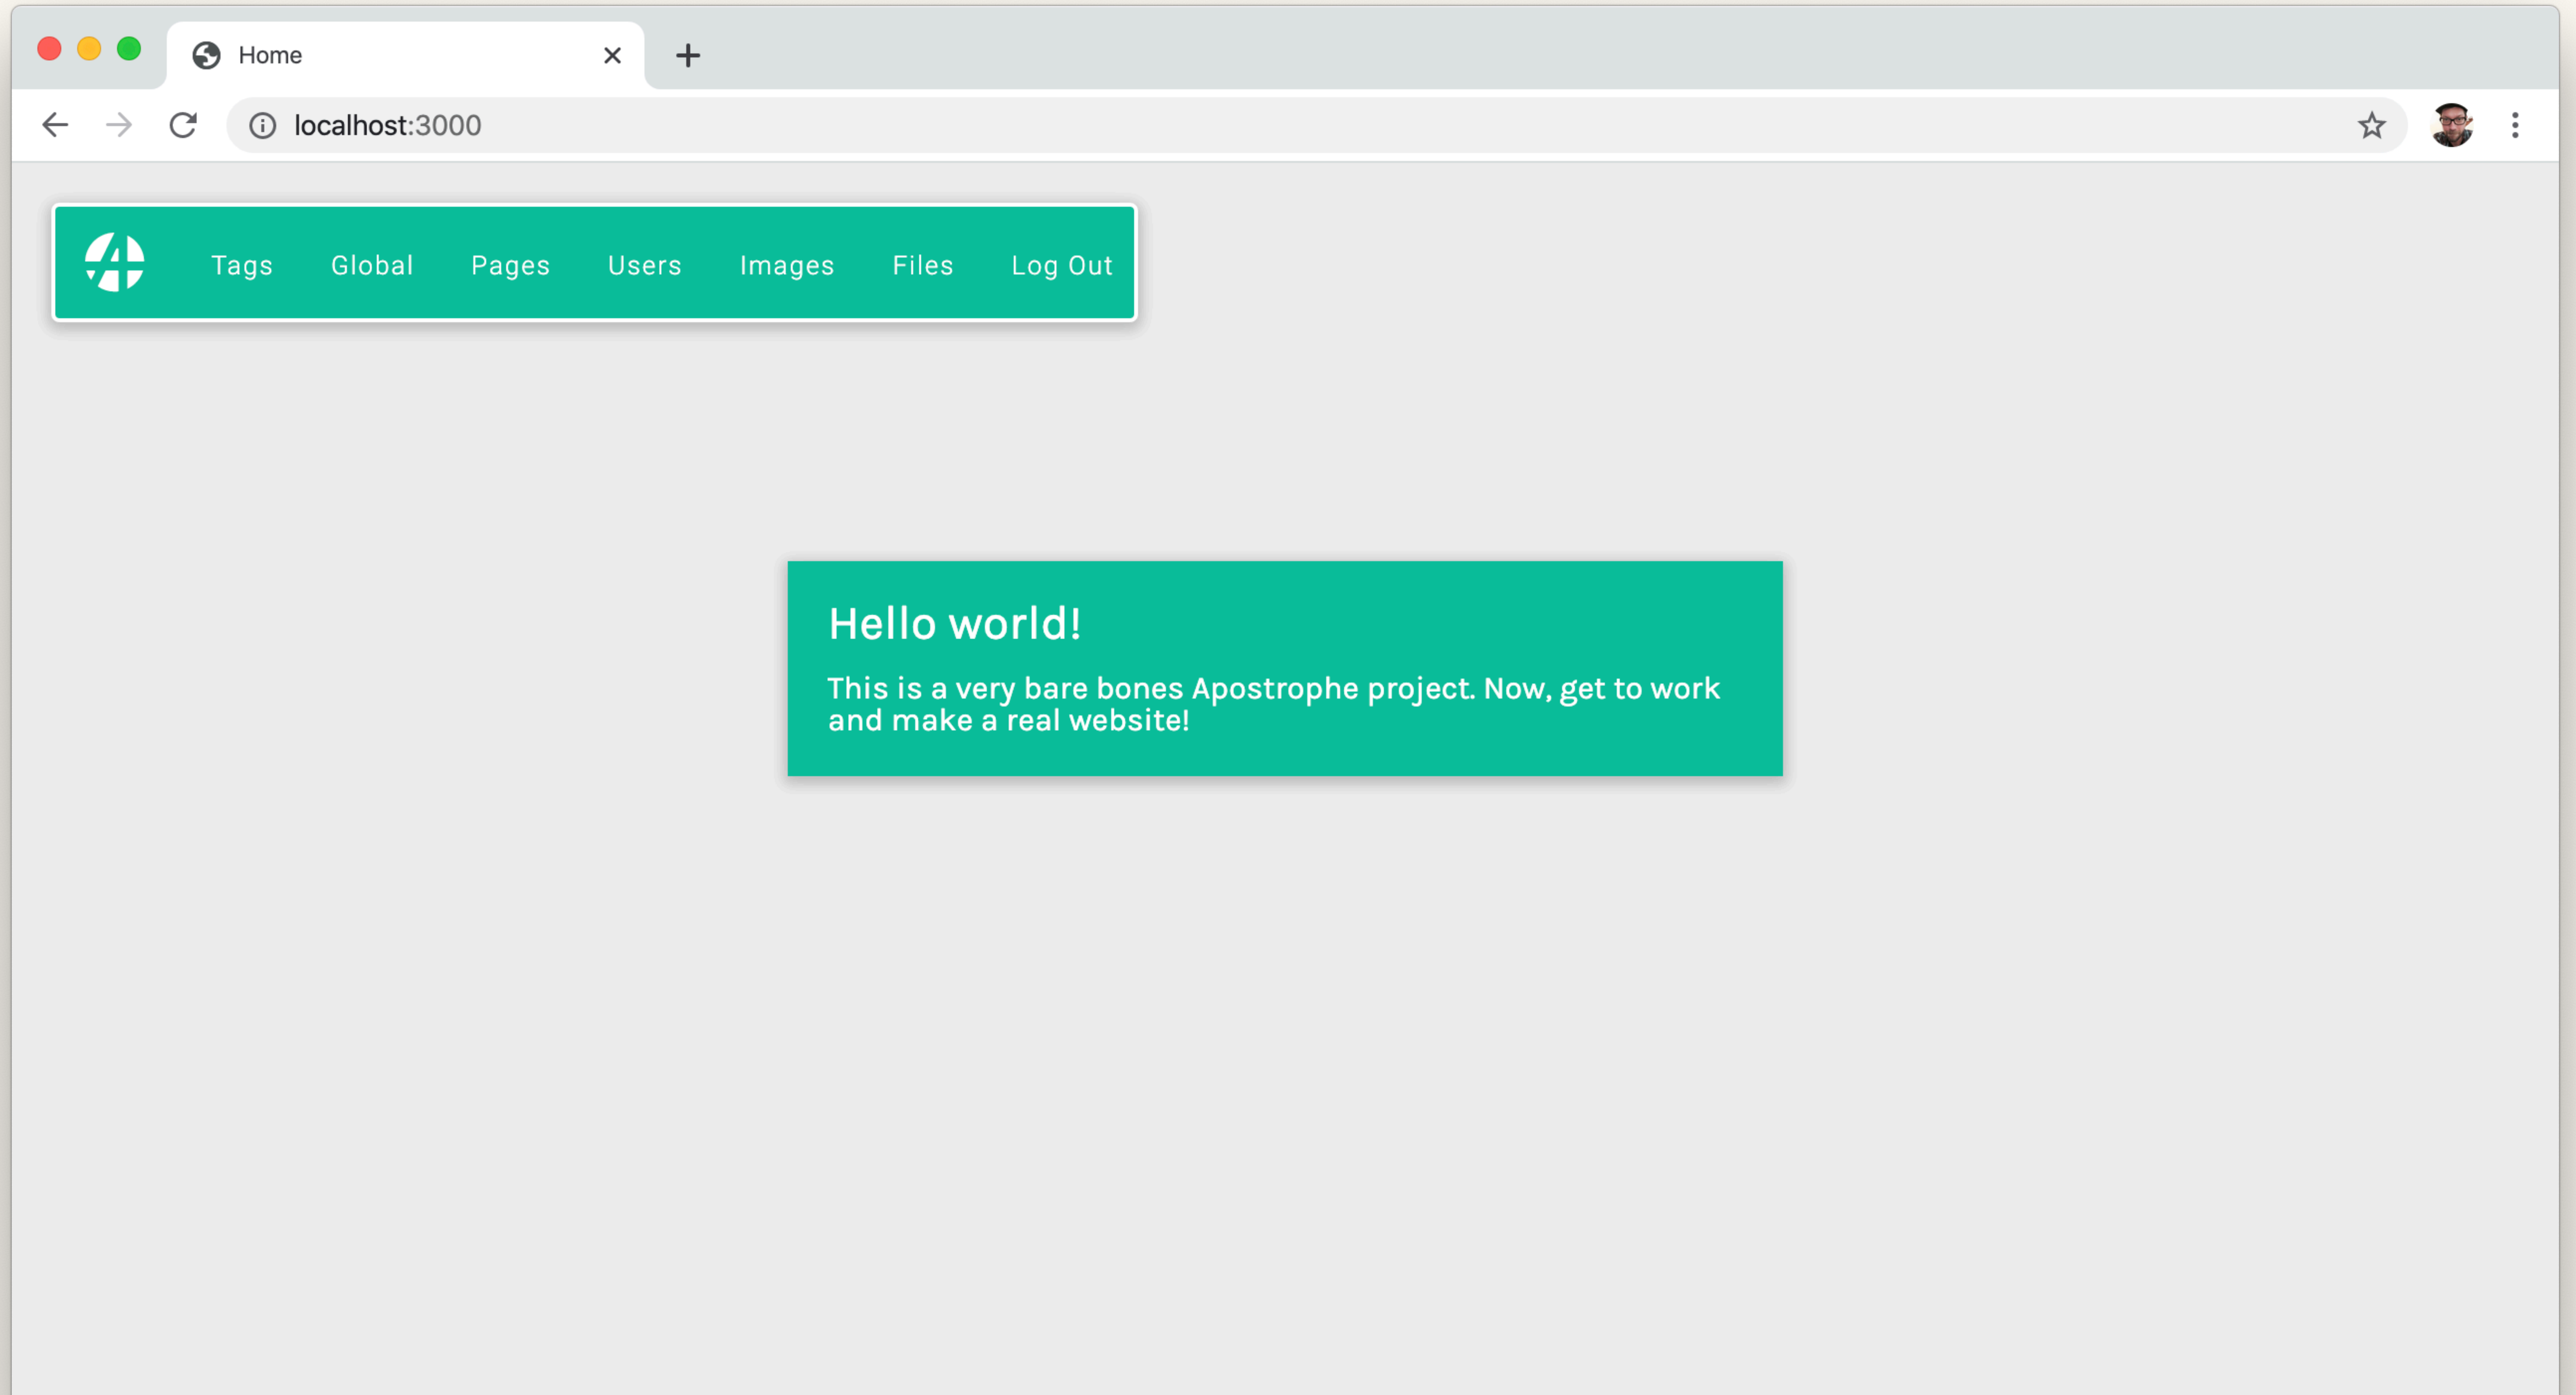 Home
localhost:3000
Tags Global Pages Users Images Files Log Out
Hello world!
This is a very bare bones Apostrophe project. Now, get to work
and make a real website!